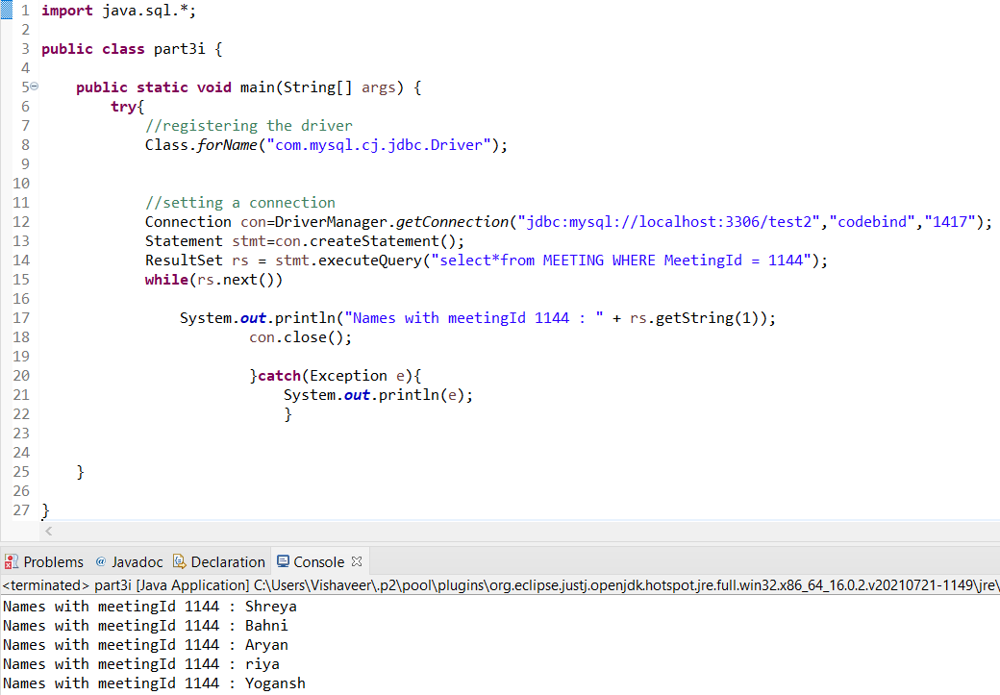 1 import java.sql.*;
2
3 public class part3i {
4
5 public static void main(String[] args) {
6 try{
7 //registering the driver
8 Class.forName("com.mysql.cj.jdbc.Driver");
9
10
11 //setting a connection
12 Connection con=DriverManager.getConnection("jdbc:mysql://localhost:3306/test2","codebind","1417");
13 Statement stmt=con.createStatement();
14 ResultSet rs = stmt.executeQuery("select*from MEETING WHERE MeetingId = 1144");
15 while(rs.next())
16
17 System.out.println("Names with meetingId 1144 : " + rs.getString(1));
18 con.close();
19
20 }catch(Exception e){
21 System.out.println(e);
22 }
23
24
25 }
26
27 }
Problems @ Javadoc Declaration Console
<terminated> part3i [Java Application] C:\Users\Vishaveer\.p2\pool\plugins\org.eclipse.justj.openjdk.hotspot.jre.full.win32.x86_64_16.0.2.v20210721-1149\jre\
Names with meetingId 1144 : Shreya
Names with meetingId 1144 : Bahni
Names with meetingId 1144 : Aryan
Names with meetingId 1144 : riya
Names with meetingId 1144 : Yogansh